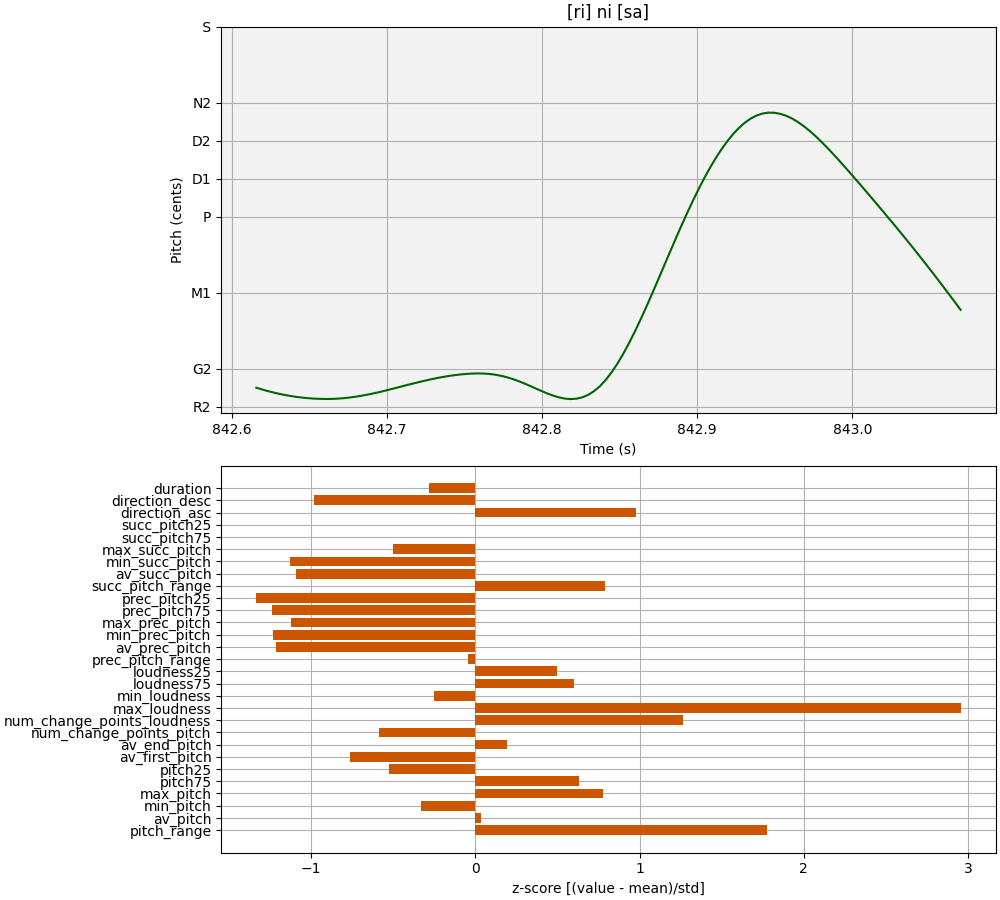 [ri] ni [sa]
S
N2
D2
D1
P
M1
G2
R2
Pitch (cents)
842.6 842.7 842.8 842.9 843.0
Time (s)
duration
direction_desc
direction_asc
succ_pitch25
succ_pitch75
max_succ_pitch
min_succ_pitch
av_succ_pitch
succ_pitch_range
prec_pitch25
prec_pitch75
max_prec_pitch
min_prec_pitch
av_prec_pitch
prec_pitch_range
loudness25
loudness75
min_loudness
max_loudness
num_change_points_loudness
num_change_points_pitch
av_end_pitch
av_first_pitch
pitch25
pitch75
max_pitch
min_pitch
av_pitch
pitch_range
−1 0 1 2 3
z-score [(value - mean)/std]